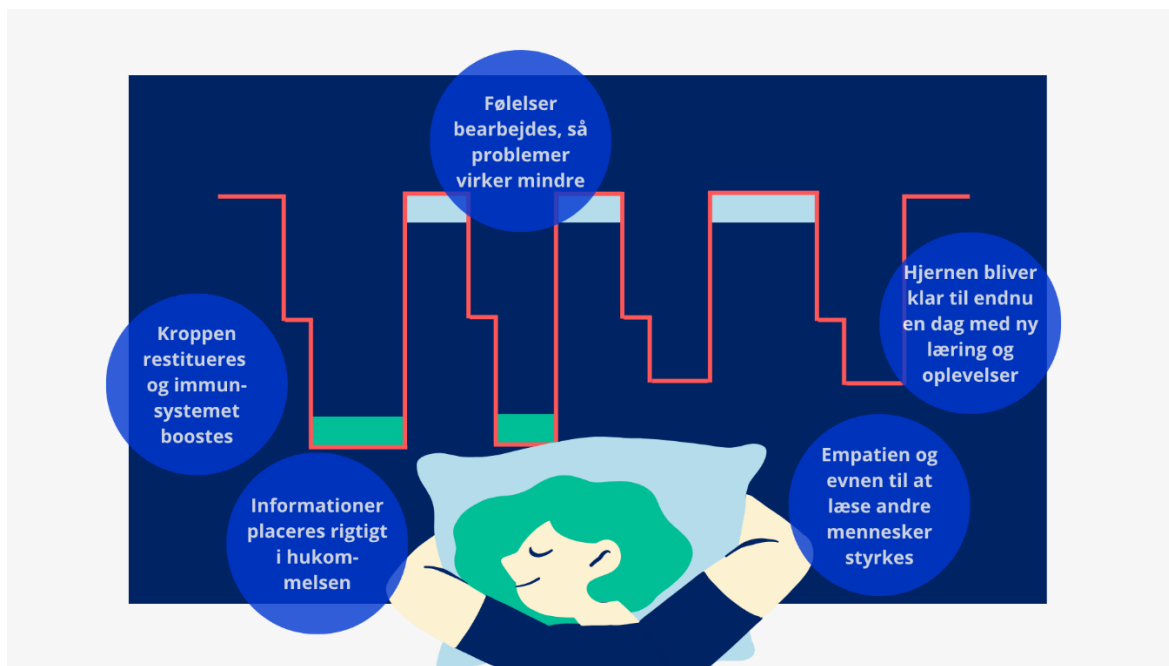 Følelser
bearbejdes, så
problemer
virker mindre
Hjernen bliver
klar til endnu
en dag med ny
læring og
oplevelser
Kroppen
restitueres
og immun-
systemet
boostes
Empatien og
evnen til at
læse andre
mennesker
styrkes
Informationer
placeres rigtigt
i hukom-
melsen